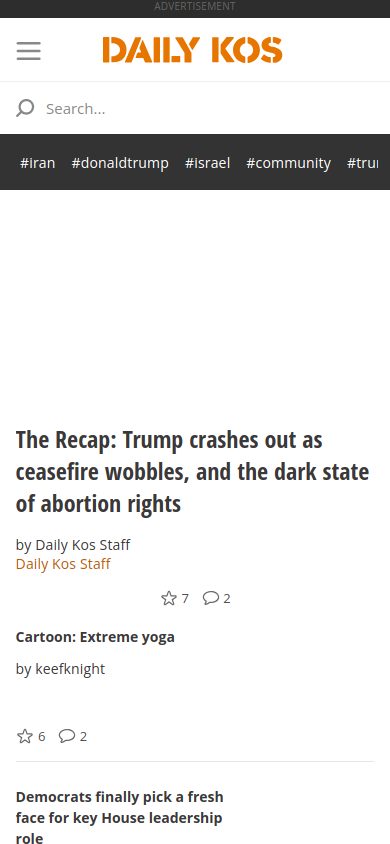 ADVERTISEMENT
DAILY KOS
Search...
#iran #donaldtrump #israel #community #tru
The Recap: Trump crashes out as
ceasefire wobbles, and the dark state
of abortion rights
by Daily Kos Staff
Daily Kos Staff
7 2
Cartoon: Extreme yoga
by keefknight
6 2
Democrats finally pick a fresh
face for key House leadership
role